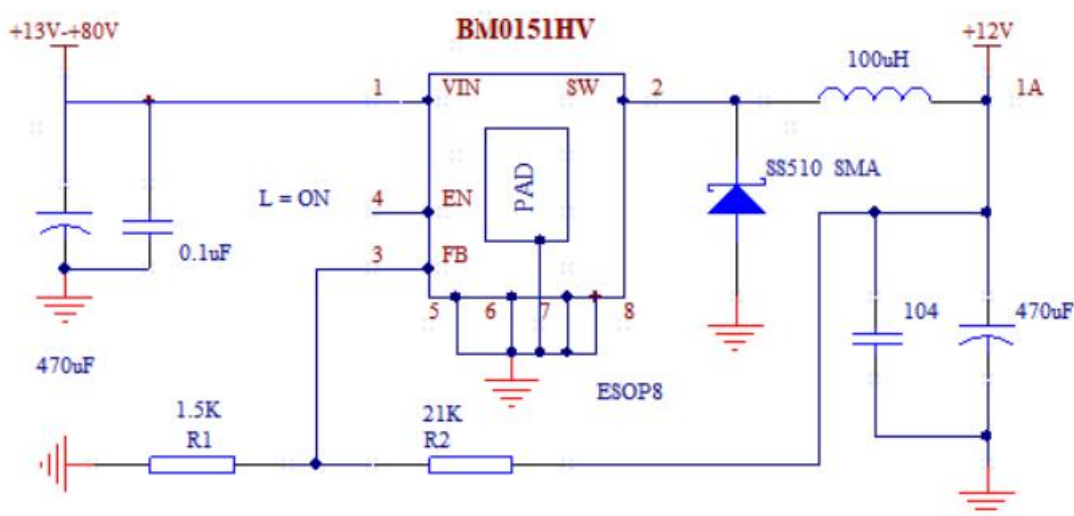 BM0151HV
+13V-+80V
+12V
100uH
1 VIN SW 2
1A
PAD
SS510 SMA
L = ON
4 EN
0.1uF
3 FB
5 6 7 8
104
470uF
470uF
ESOP8
1.5K
R1
21K
R2